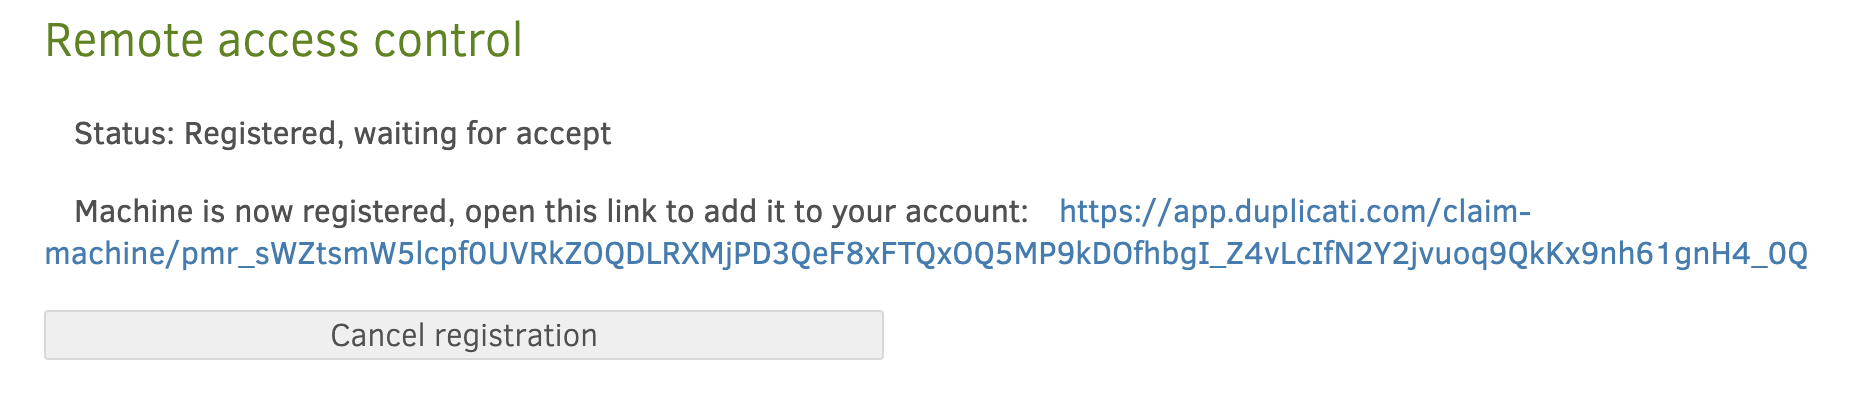 Remote access control
Status: Registered, waiting for accept
Machine is now registered, open this link to add it to your account: https://app.duplicati.com/claim-
machine/pmr_sWZtsmW5lcpf0UVRkZOQDLRXMjPD3QeF8xFTQxOQ5MP9kDOfhbgI_Z4vLcIfN2Y2jvuoq9QkKx9nh61gnH4_0Q
Cancel registration